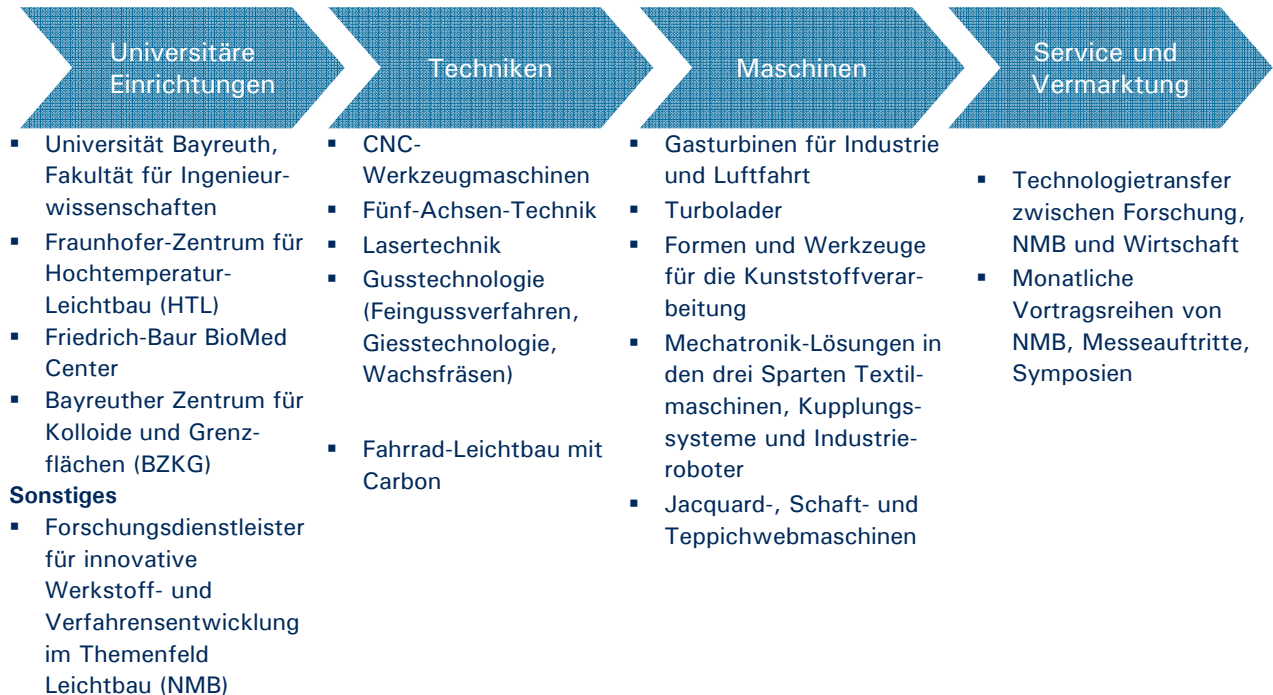 Universitäre
Einrichtungen
Techniken
Maschinen
Service und
Vermarktung
▪ Universität Bayreuth,
Fakultät für Ingenieur-
wissenschaften
▪ Fraunhofer-Zentrum für
Hochtemperatur-
Leichtbau (HTL)
▪ Friedrich-Baur BioMed
Center
▪ Bayreuther Zentrum für
Kolloide und Grenz-
flächen (BZKG)
Sonstiges
▪ Forschungsdienstleister
für innovative
Werkstoff- und
Verfahrensentwicklung
im Themenfeld
Leichtbau (NMB)
▪ CNC-
Werkzeugmaschinen
▪ Fünf-Achsen-Technik
▪ Lasertechnik
▪ Gusstechnologie
(Feingussverfahren,
Giesstechnologie,
Wachsfräsen)
▪ Fahrrad-Leichtbau mit
Carbon
▪ Gasturbinen für Industrie
und Luftfahrt
▪ Turbolader
▪ Formen und Werkzeuge
für die Kunststoffverar-
beitung
▪ Mechatronik-Lösungen in
den drei Sparten Textil-
maschinen, Kupplungs-
systeme und Industrie-
roboter
▪ Jacquard-, Schaft- und
Teppichwebmaschinen
▪ Technologietransfer
zwischen Forschung,
NMB und Wirtschaft
▪ Monatliche
Vortragsreihen von
NMB, Messeauftritte,
Symposien